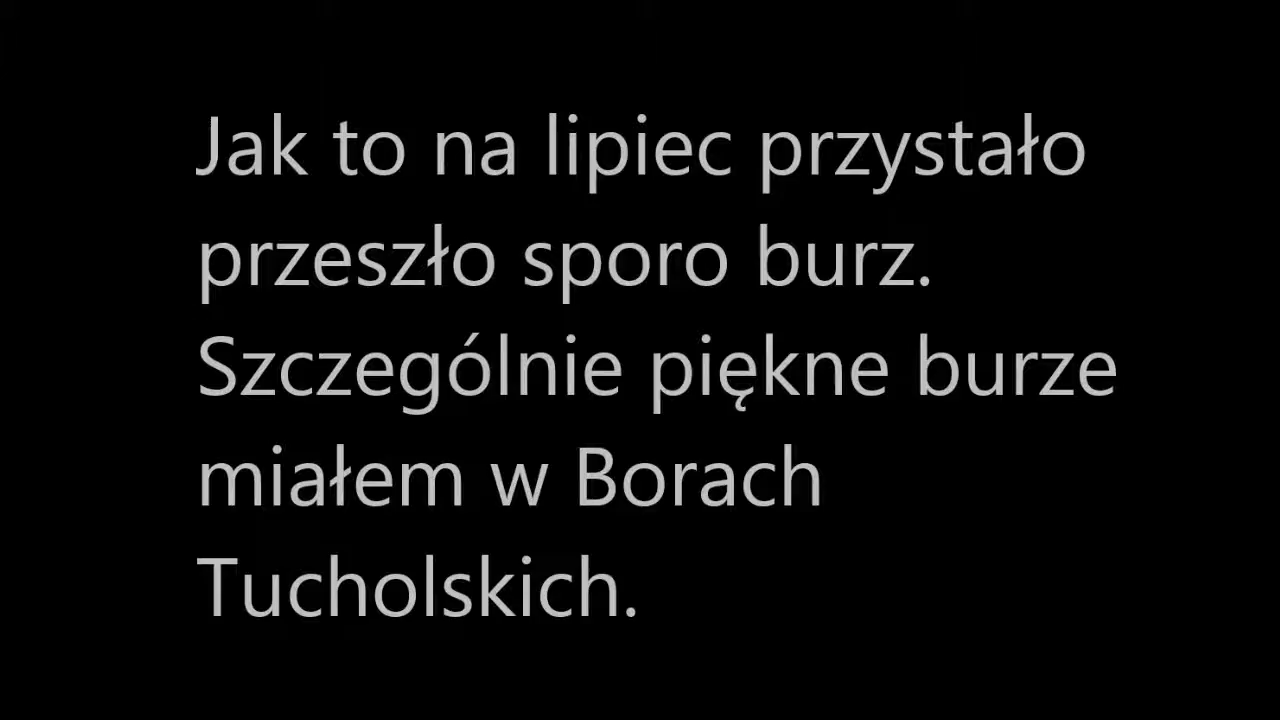 Jak to na lipiec przystało
przeszło sporo burz.
Szczególnie piękne burze
miałem w Borach
Tucholskich.